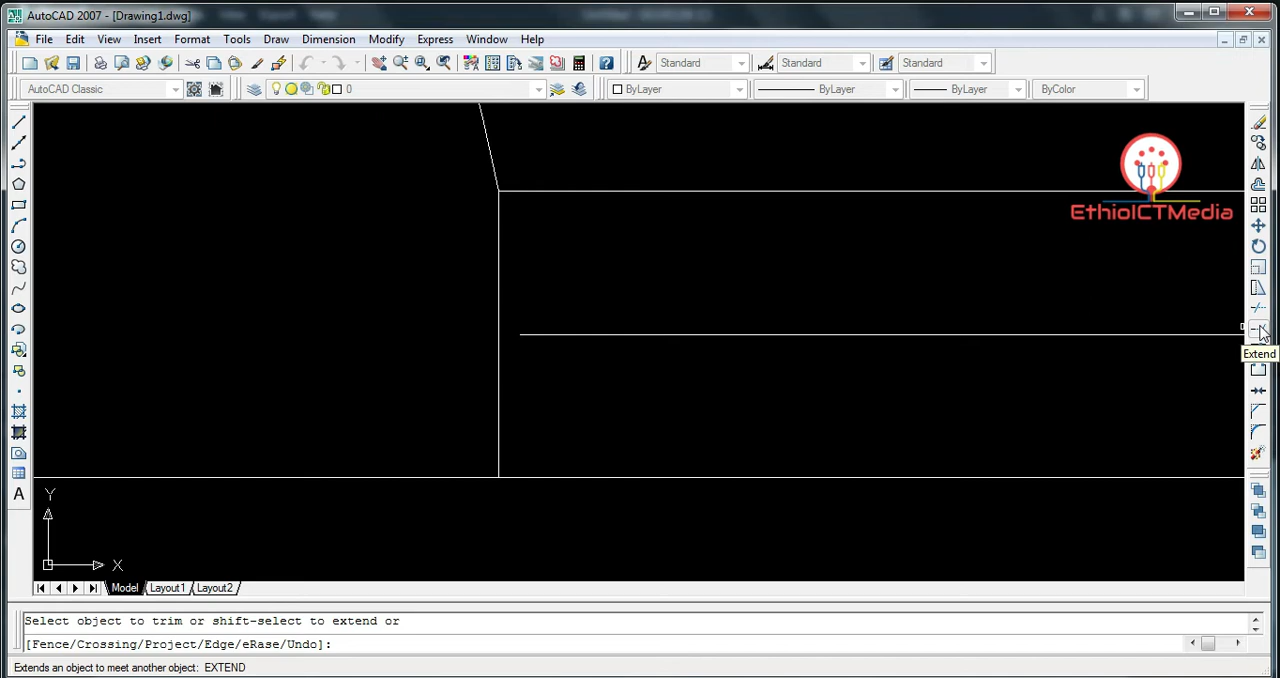 AutoCAD 2007 - [Drawing1.dwg]
File Edit View Insert Format Tools Draw Dimension Modify Express Window Help
Standard Standard Standard
AutoCAD Classic 0 ByLayer ByLayer ByLayer ByColor
EthioICTMedia
Extend
Y
X
A
Model Layout1 Layout2
Select object to trim or shift-select to extend or
[Fence/Crossing/Project/Edge/eRase/Undo]:
Extends an object to meet another object: EXTEND